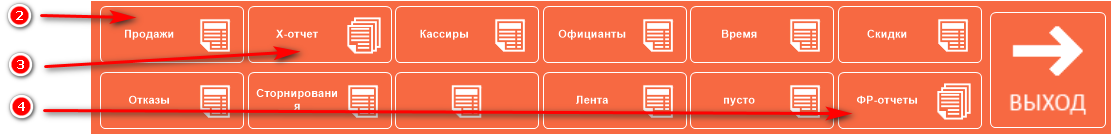 2
Продажи
X-отчет
Кассиры
Официанты
Время
Скидки
3
4
Отказы
Сторнировани
я
Лента
пусто
ФР-отчеты
ВЫХОД